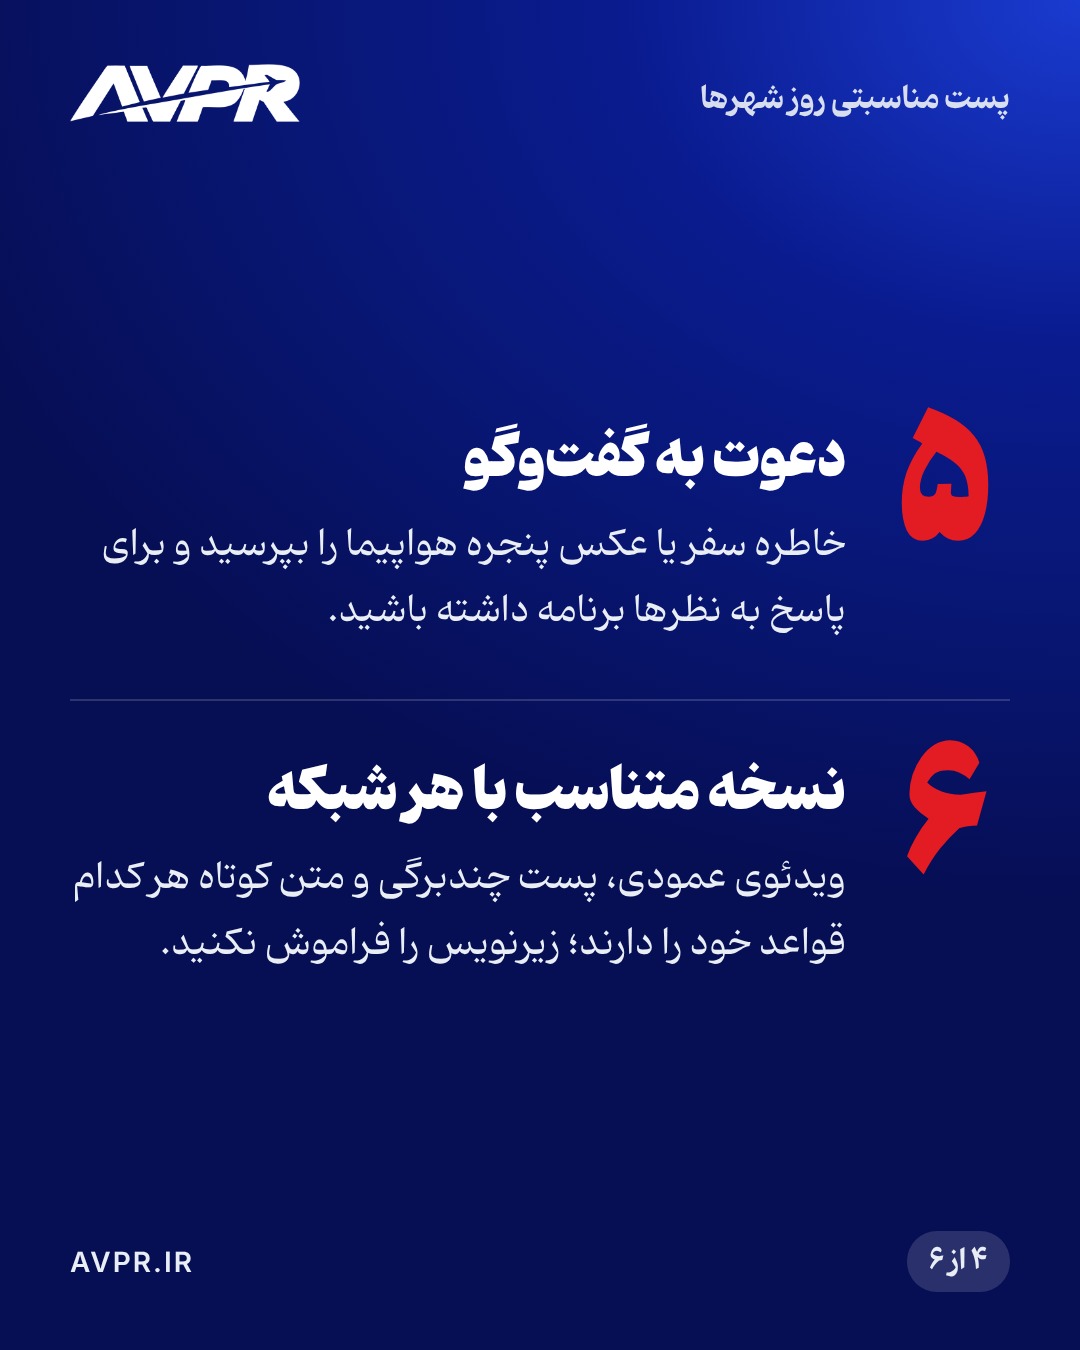 AVPR
پست مناسبتی روز شهرها
۵
دعوت به گفت‌وگو
خاطره سفر یا عکس پنجره هواپیما را بپرسید و برای
پاسخ به نظرها برنامه داشته باشید.
۶
نسخه متناسب با هر شبکه
ویدئوی عمودی، پست چندبرگی و متن کوتاه هر کدام
قواعد خود را دارند؛ زیرنویس را فراموش نکنید.
AVPR.IR
۴ از ۶